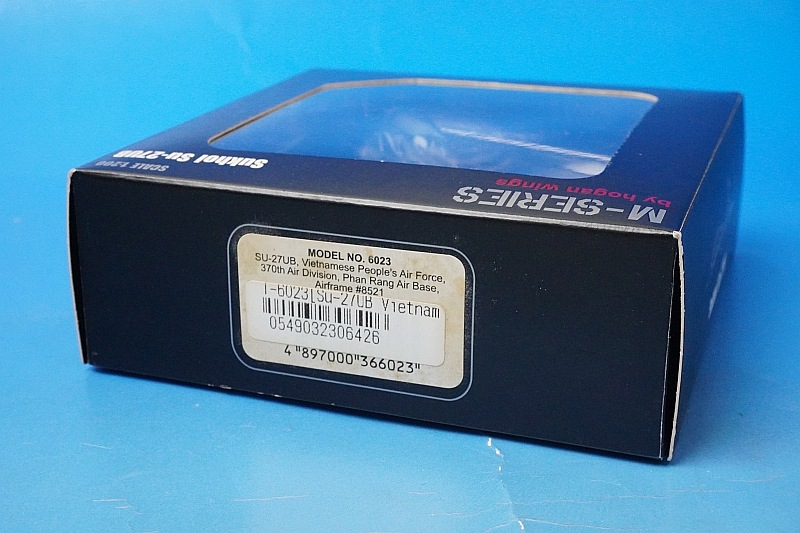 SCALE 1:200
Sukhoi Su-27UB
M-SERIES
by hogan wings
MODEL NO. 6023
SU-27UB, Vietnamese People's Air Force,
370th Air Division, Phan Rang Air Base,
Airframe #8521
-6023[Su-27UB Vietnam
0549032306426
4 "897000"366023"